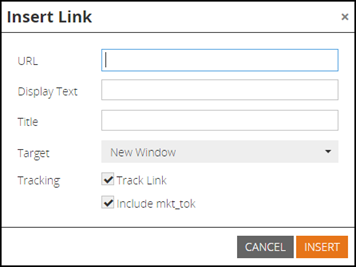 Insert Link ×
URL
Display Text
Title
Target New Window
Tracking Track Link
Include mkt_tok
CANCEL INSERT